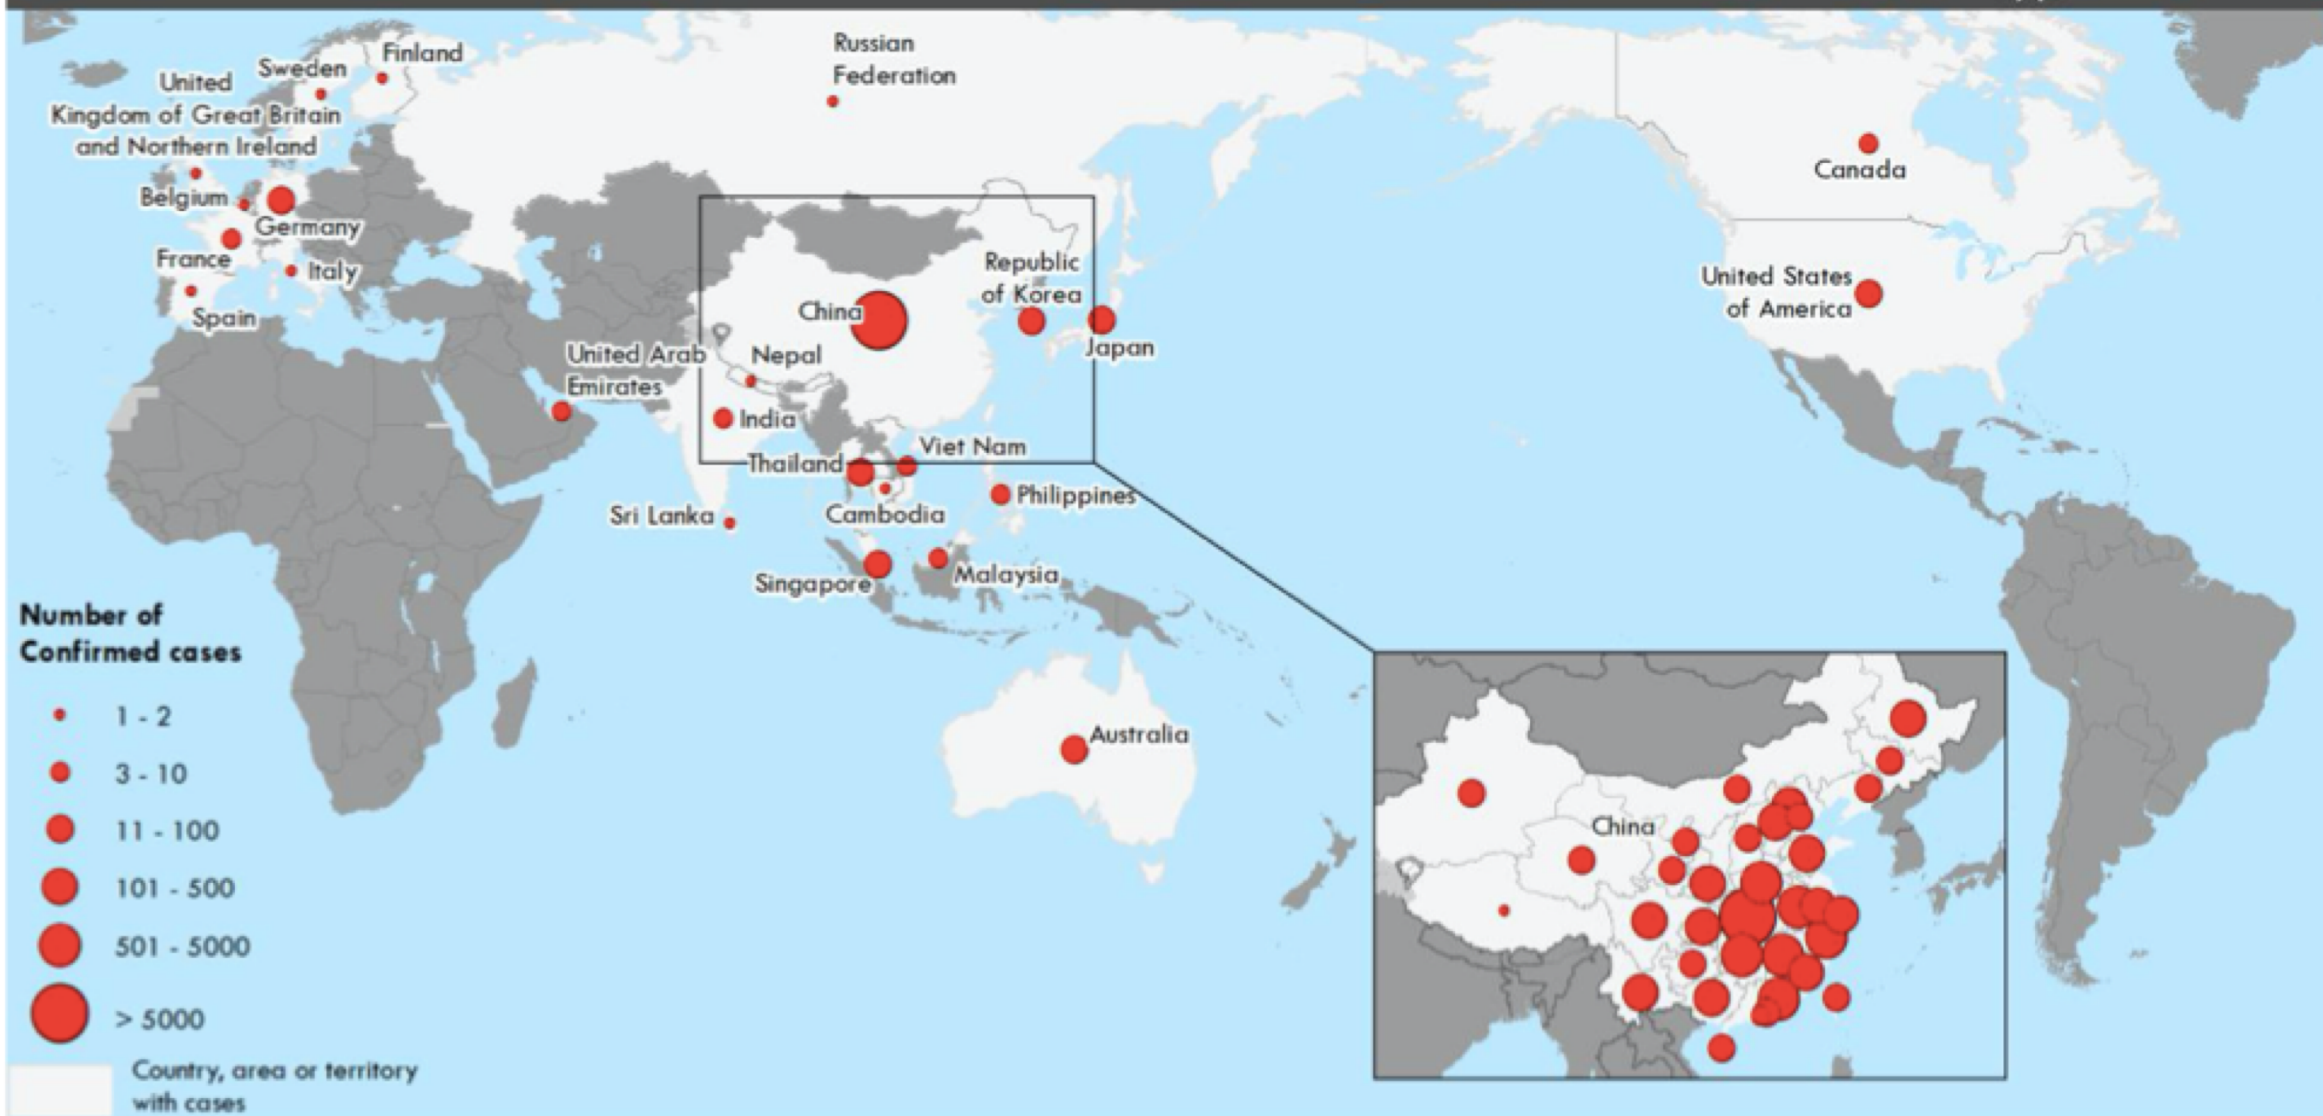 Finland
Sweden
United
Kingdom of Great Britain
and Northern Ireland
Belgium
Germany
France
Italy
Spain
Russian
Federation
Canada
United States
of America
China
Republic
of Korea
Japan
United Arab
Emirates
Nepal
India
Thailand
Viet Nam
Sri Lanka
Cambodia
Philippines
Singapore
Malaysia
Australia
China
Number of
Confirmed cases
1 - 2
3 - 10
11 - 100
101 - 500
501 - 5000
> 5000
Country, area or territory
with cases